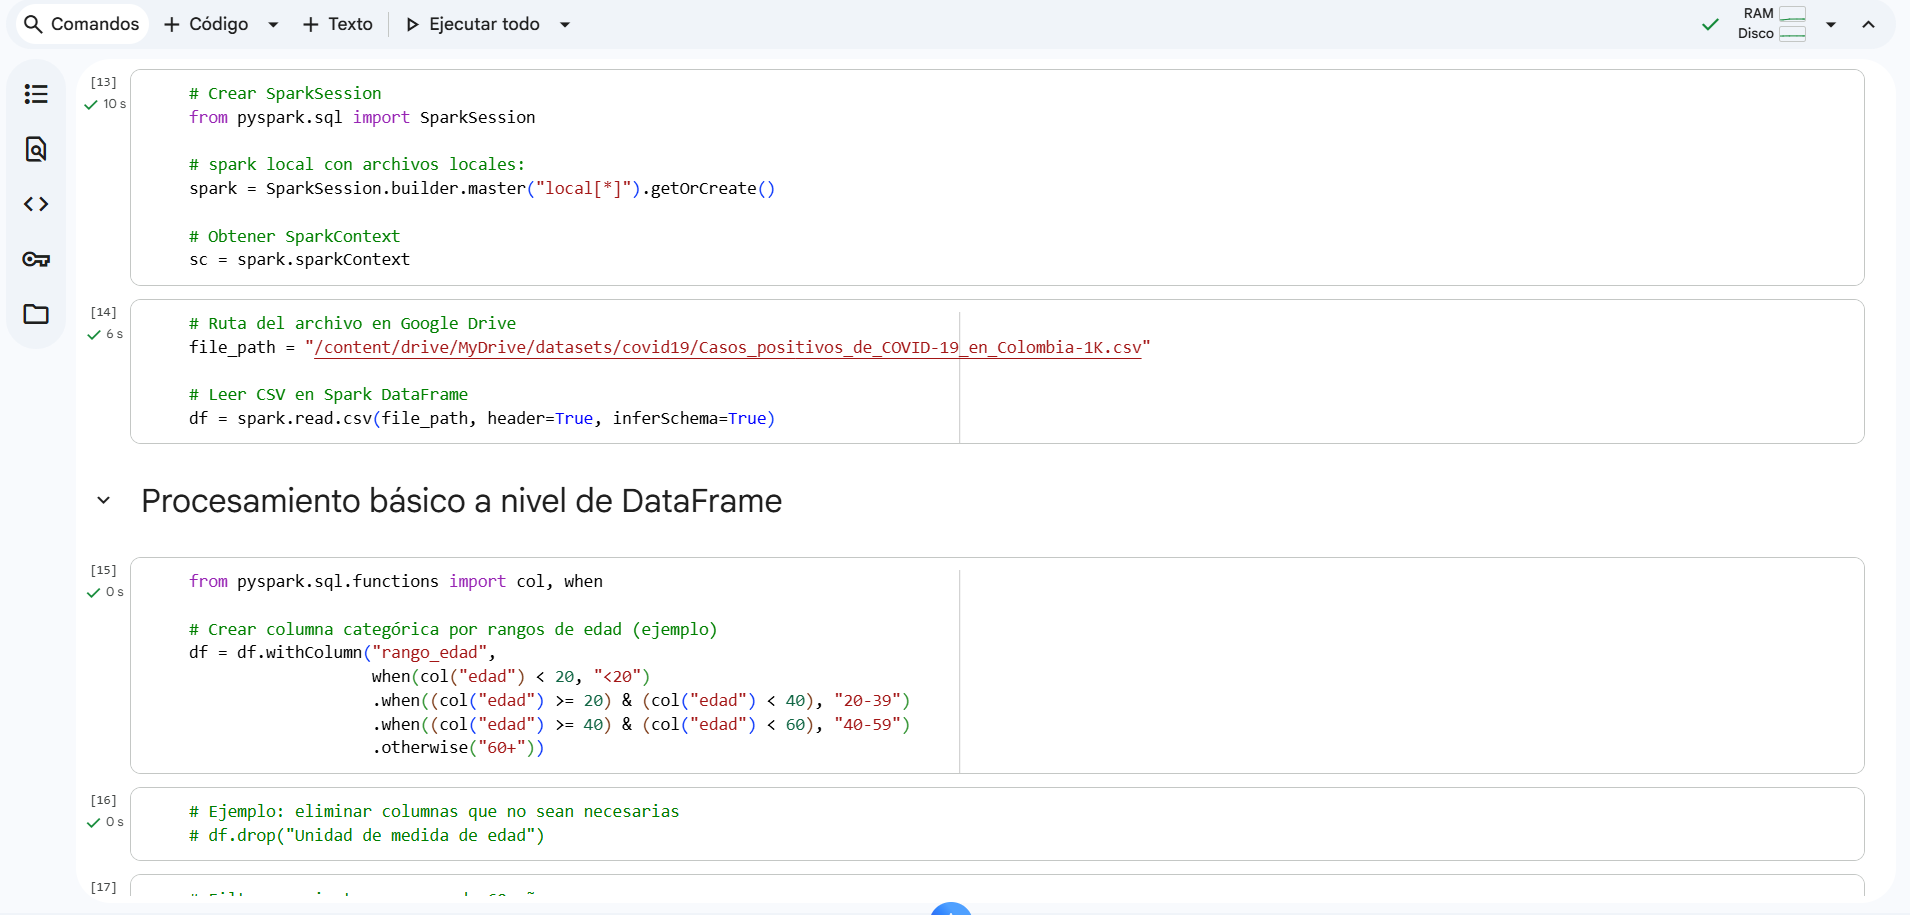 Comandos + Código + Texto Ejecutar todo RAM
Disco
[13]
10 s
# Crear SparkSession
from pyspark.sql import SparkSession
# spark local con archivos locales:
spark = SparkSession.builder.master("local[*]").getOrCreate()
# Obtener SparkContext
sc = spark.sparkContext
[14]
6 s
# Ruta del archivo en Google Drive
file_path = "/content/drive/MyDrive/datasets/covid19/Casos_positivos_de_COVID-19_en_Colombia-1K.csv"
# Leer CSV en Spark DataFrame
df = spark.read.csv(file_path, header=True, inferSchema=True)
Procesamiento básico a nivel de DataFrame
[15]
0 s
from pyspark.sql.functions import col, when
# Crear columna categórica por rangos de edad (ejemplo)
df = df.withColumn("rango_edad",
when(col("edad") < 20, "<20")
.when((col("edad") >= 20) & (col("edad") < 40), "20-39")
.when((col("edad") >= 40) & (col("edad") < 60), "40-59")
.otherwise("60+"))
[16]
0 s
# Ejemplo: eliminar columnas que no sean necesarias
# df.drop("Unidad de medida de edad")
[17]